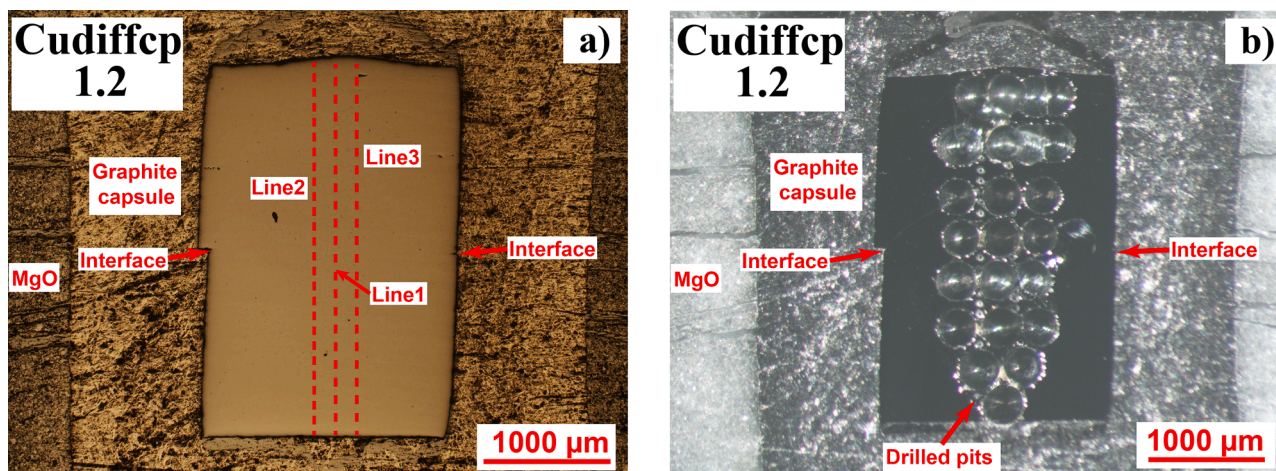 Cudiffcp
1.2
a)
Line3
Graphite
capsule
Line2
Interface
Interface
MgO
Line1
1000 µm
Cudiffcp
1.2
b)
Graphite
capsule
Interface
Interface
MgO
Drilled pits
1000 µm